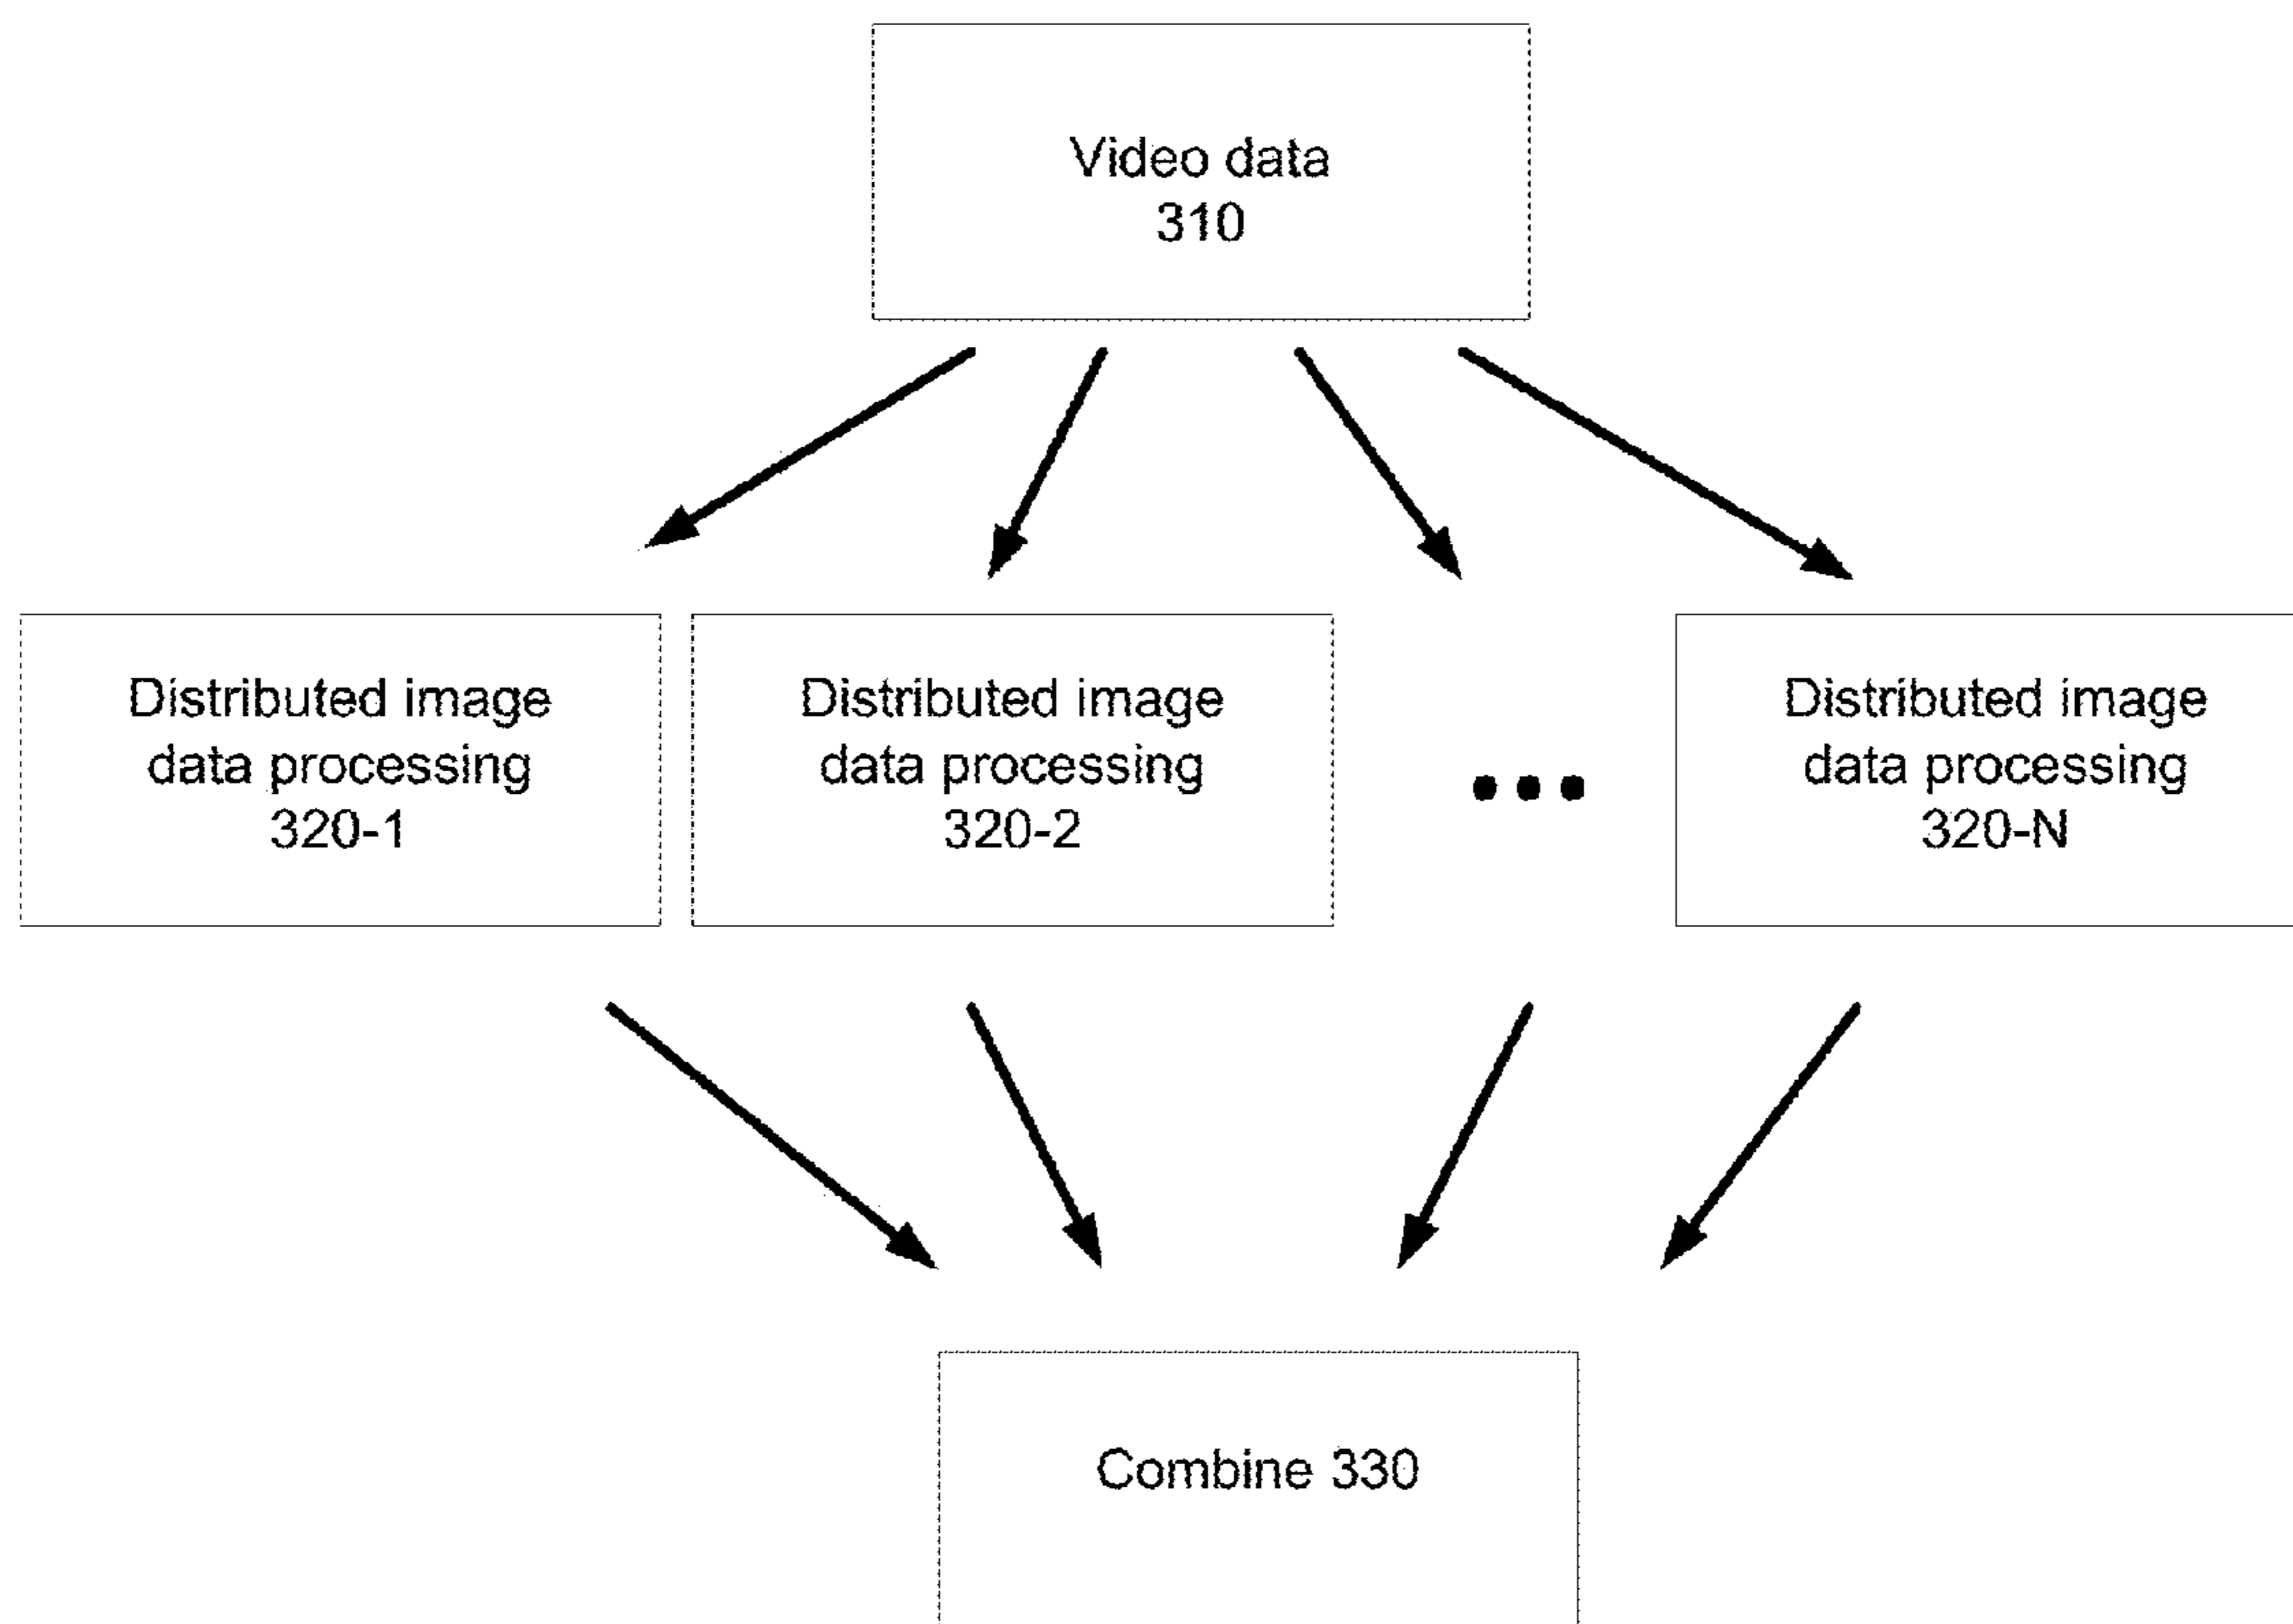 Video data
310
Distributed image
data processing
320-1
Distributed image
data processing
320-2
•••
Distributed image
data processing
320-N
Combine 330